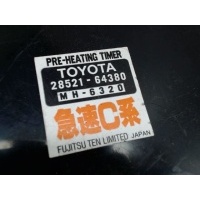 PRE-HEATING TIMER
TOYOTA
28521-64380
MH-6320
急速C系
FUJITSU TEN LIMITED JAPAN